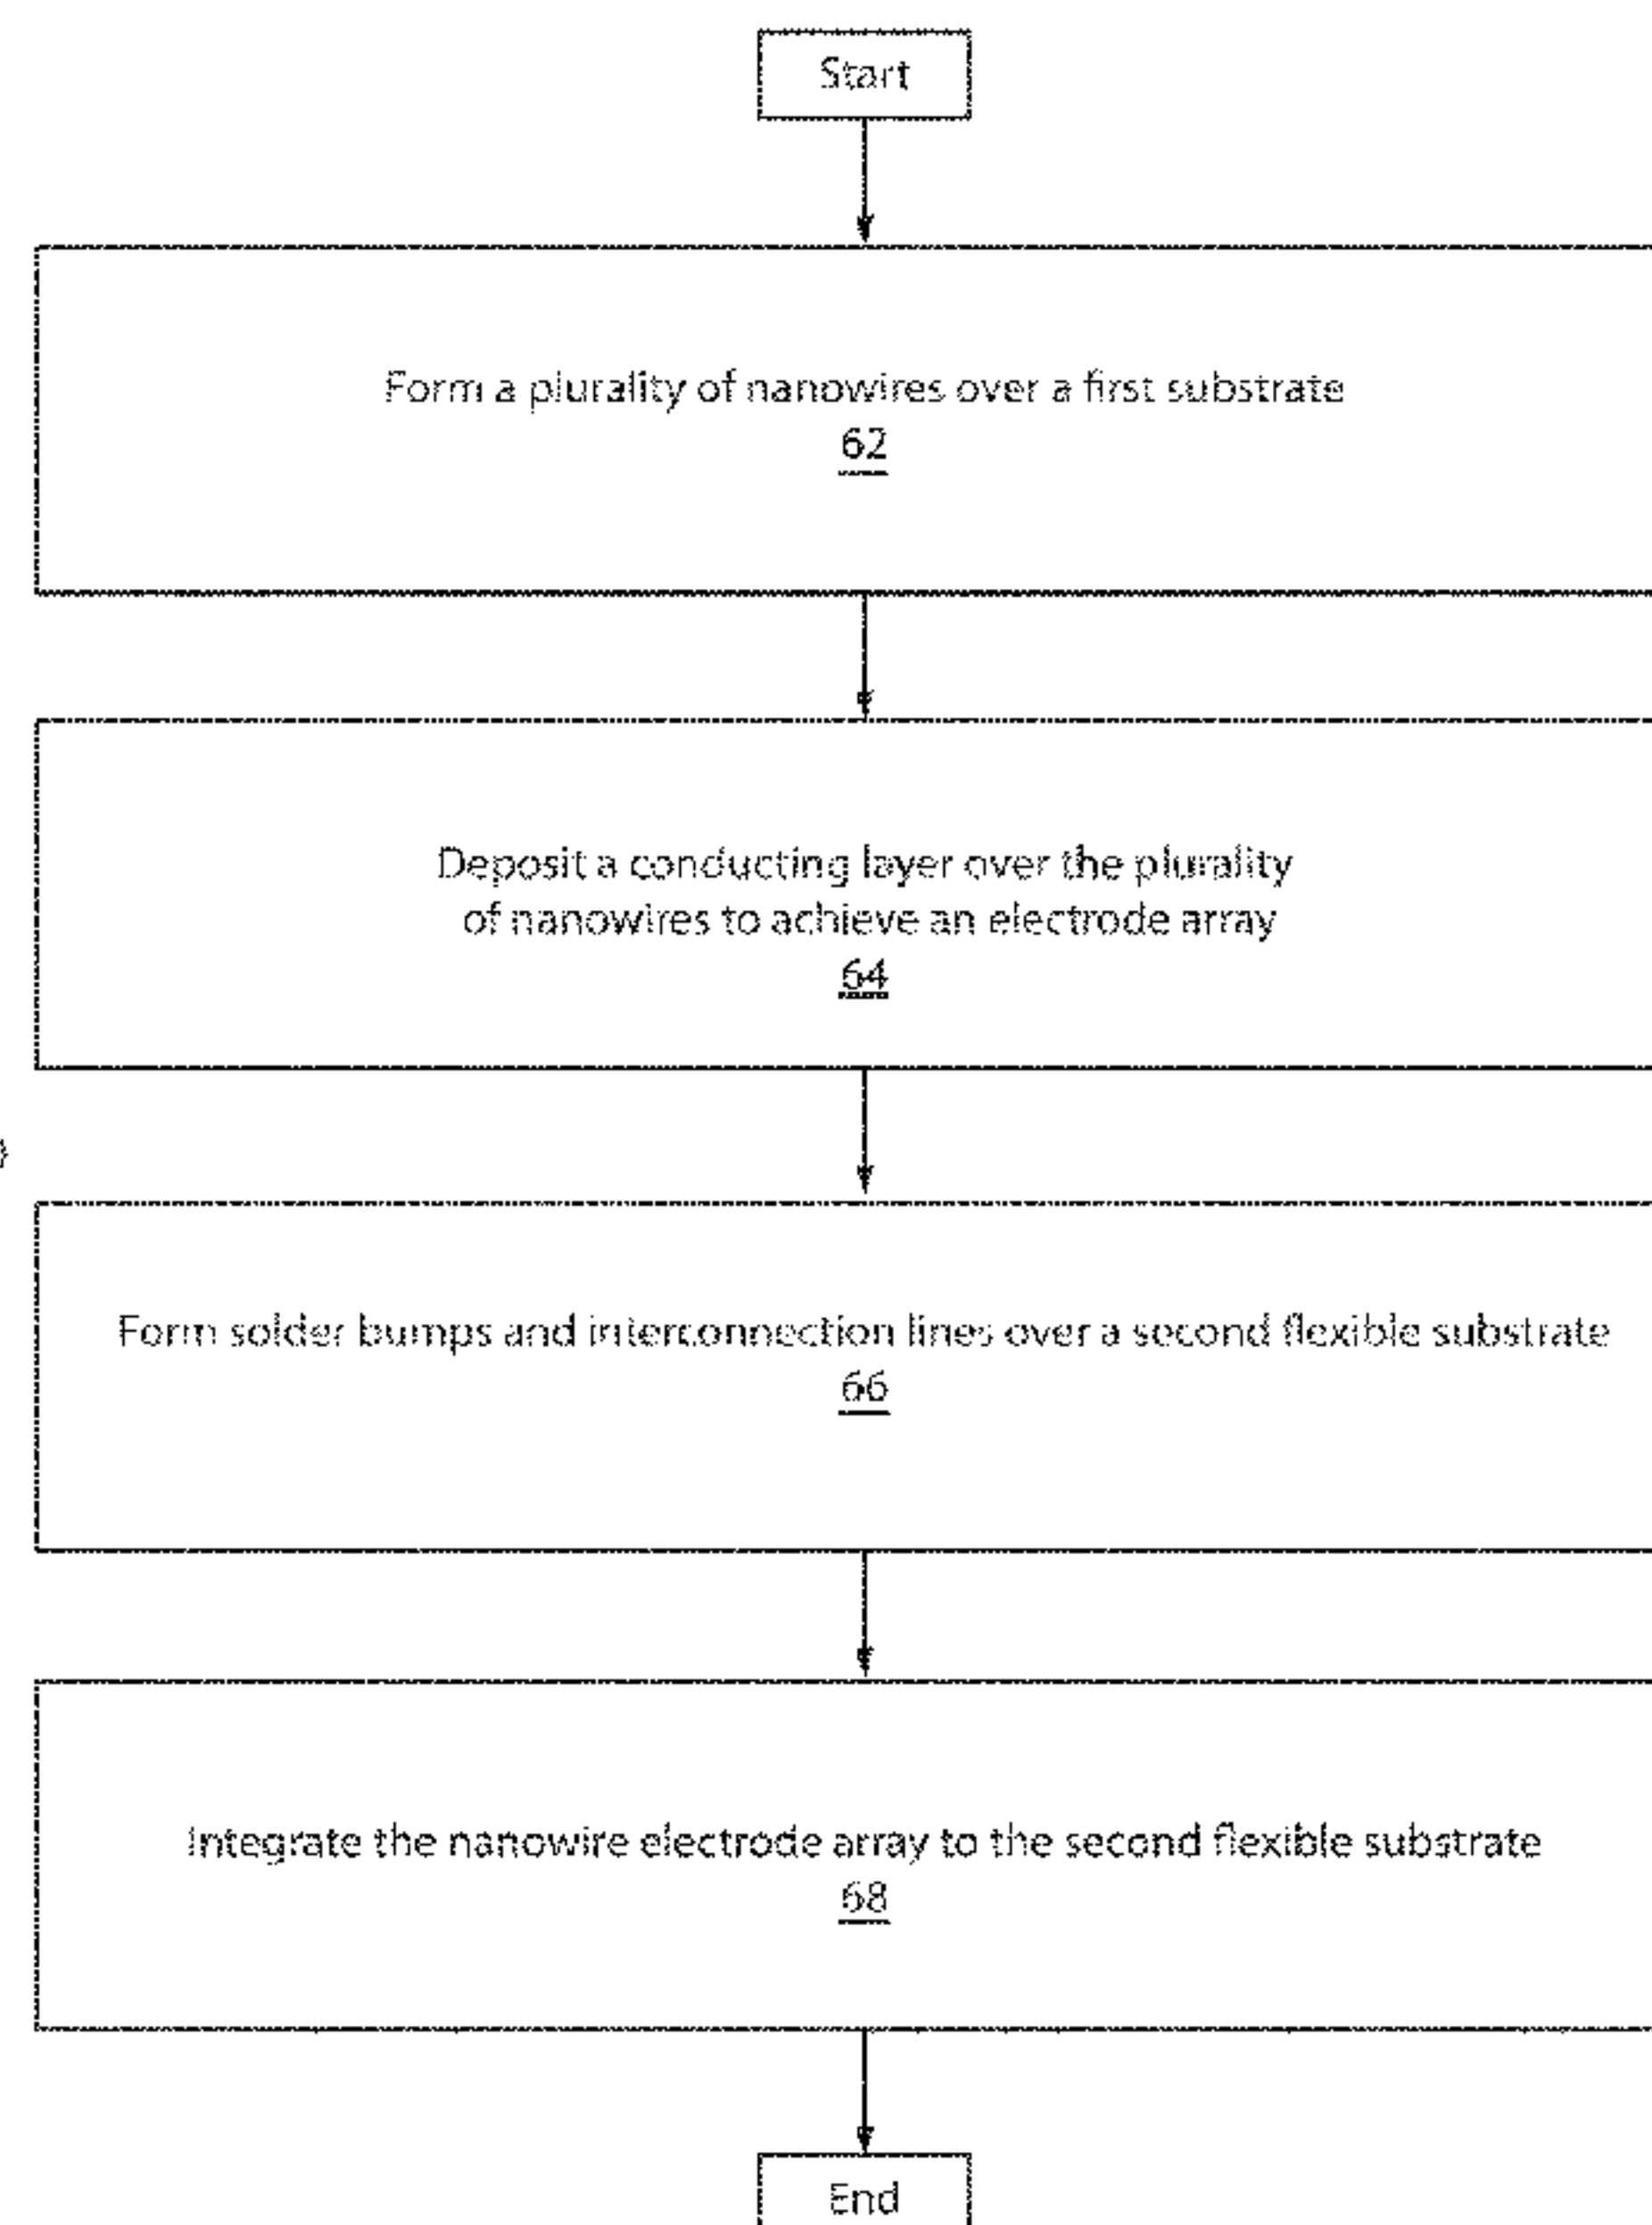 Start
Form a plurality of nanowires over a first substrate
62
Deposit a conducting layer over the plurality
of nanowires to achieve an electrode array
64
Form solder bumps and interconnection lines over a second flexible substrate
66
Integrate the nanowire electrode array to the second flexible substrate
68
End